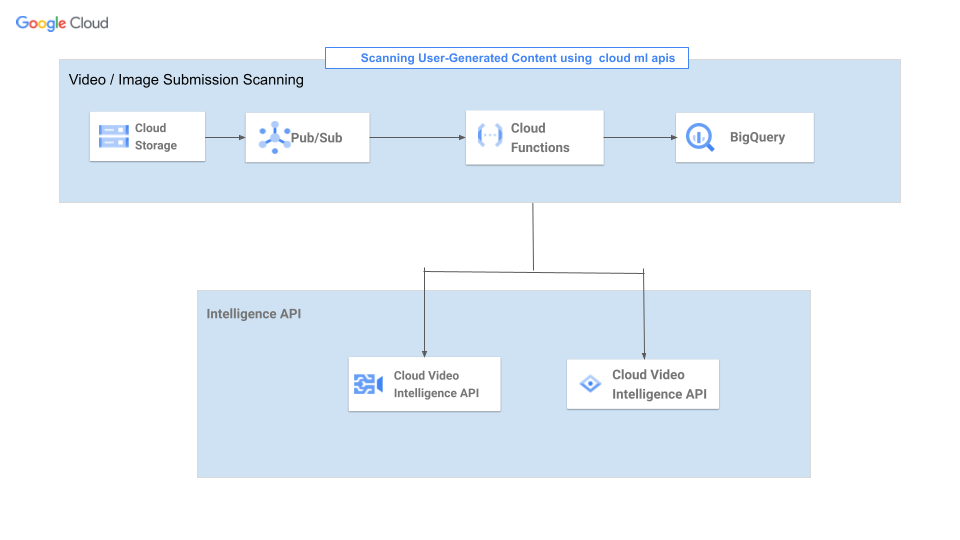 Google Cloud
Scanning User-Generated Content using cloud ml apis
Video / Image Submission Scanning
Cloud
Storage
Pub/Sub
Cloud
Functions
BigQuery
Intelligence API
Cloud Video
Intelligence API
Cloud Video
Intelligence API